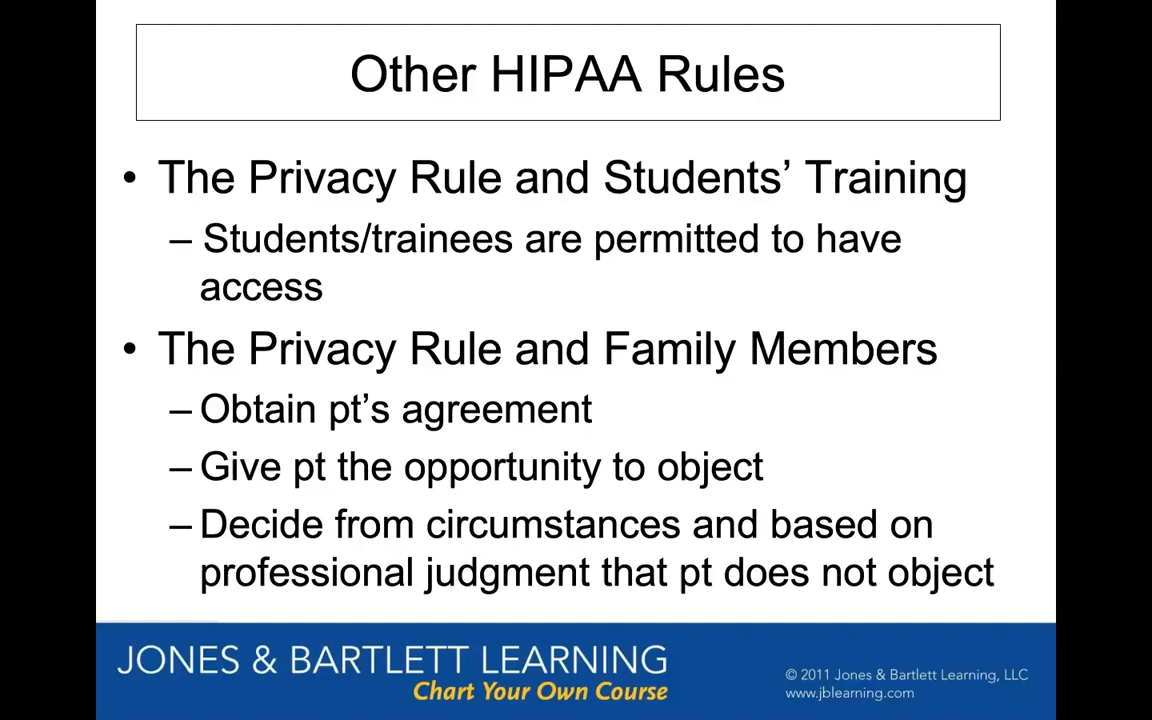 Other HIPAA Rules
• The Privacy Rule and Students’ Training
– Students/trainees are permitted to have
access
• The Privacy Rule and Family Members
– Obtain pt’s agreement
– Give pt the opportunity to object
– Decide from circumstances and based on
professional judgment that pt does not object
JONES & BARTLETT LEARNING
Chart Your Own Course
© 2011 Jones & Bartlett Learning, LLC
www.jblearning.com